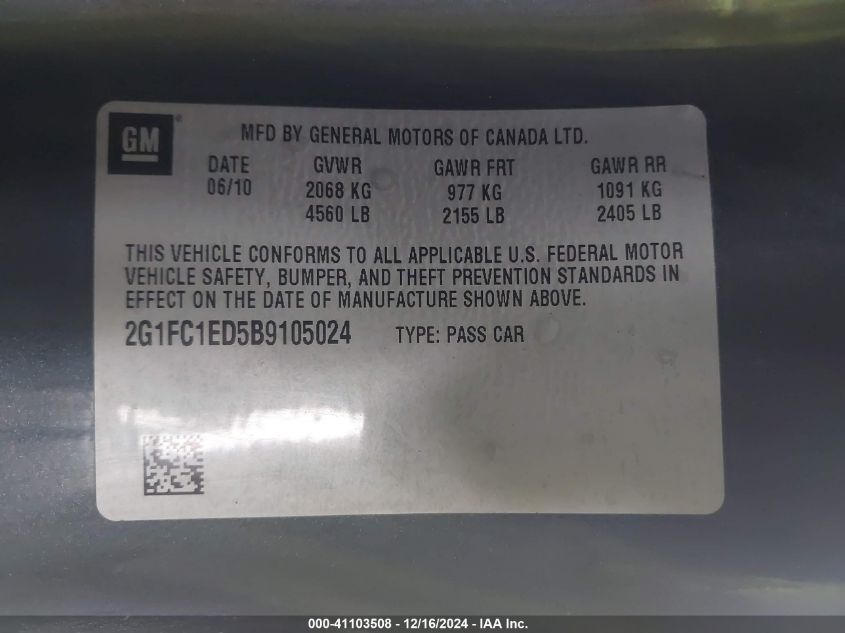 GM®
MFD BY GENERAL MOTORS OF CANADA LTD.
DATE GVWR GAWR FRT GAWR RR
06/10 2068 KG 977 KG 1091 KG
4560 LB 2155 LB 2405 LB
THIS VEHICLE CONFORMS TO ALL APPLICABLE U.S. FEDERAL MOTOR
VEHICLE SAFETY, BUMPER, AND THEFT PREVENTION STANDARDS IN
EFFECT ON THE DATE OF MANUFACTURE SHOWN ABOVE.
2G1FC1ED5B9105024 TYPE: PASS CAR
000-41103508 - 12/16/2024 - IAA Inc.